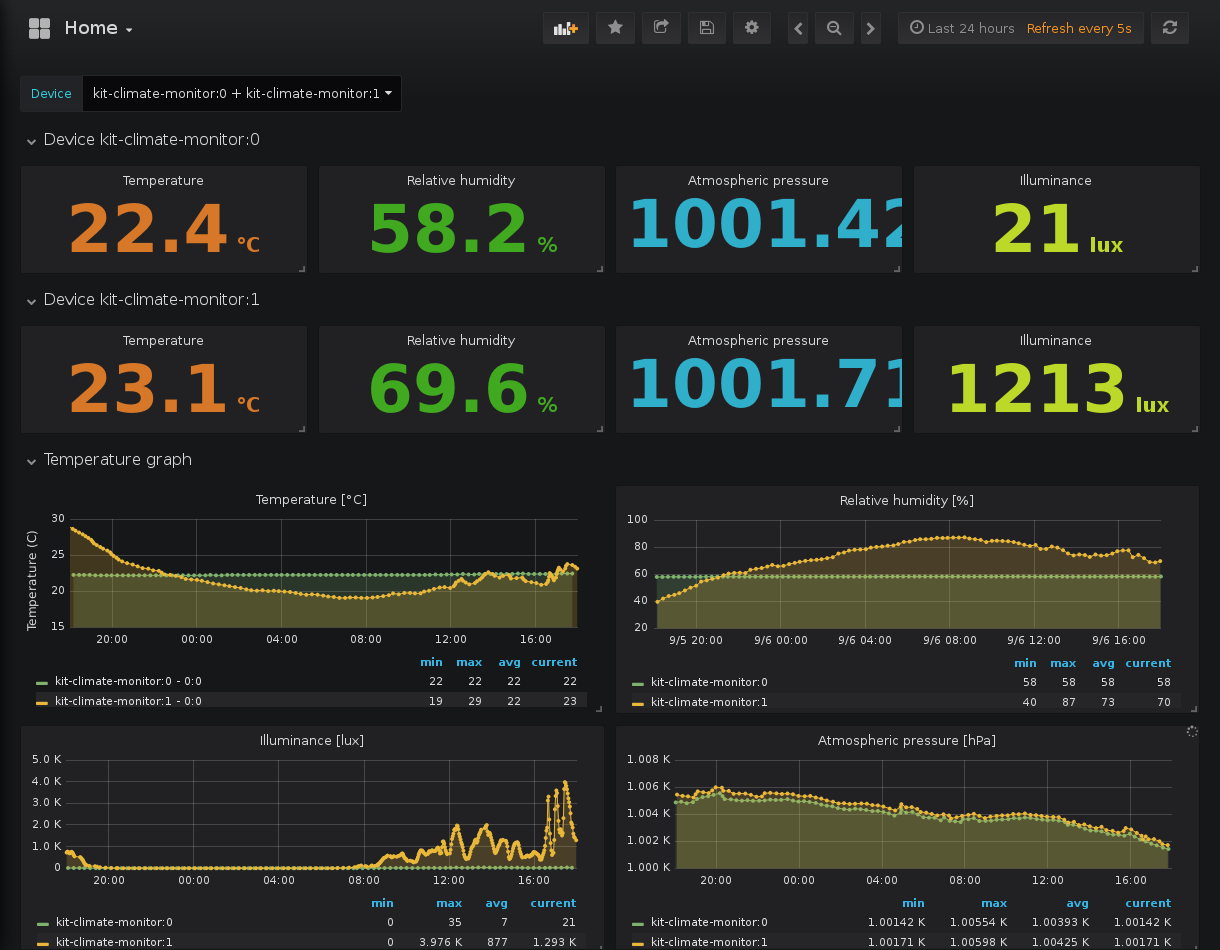 Home
Last 24 hours Refresh every 5s
Device kit-climate-monitor:0 + kit-climate-monitor:1
Device kit-climate-monitor:0
Temperature Relative humidity Atmospheric pressure Illuminance
22.4 °C 58.2 % 1001.42 21 lux
Device kit-climate-monitor:1
Temperature Relative humidity Atmospheric pressure Illuminance
23.1 °C 69.6 % 1001.71 1213 lux
Temperature graph
Temperature [°C]
Temperature (C)
30
25
20
15
20:00 00:00 04:00 08:00 12:00 16:00
min max avg current
kit-climate-monitor:0 - 0:0 22 22 22 22
kit-climate-monitor:1 - 0:0 19 29 22 23
Relative humidity [%]
100
80
60
40
20
9/5 20:00 9/6 00:00 9/6 04:00 9/6 08:00 9/6 12:00 9/6 16:00
min max avg current
kit-climate-monitor:0 58 58 58 58
kit-climate-monitor:1 40 87 73 70
Illuminance [lux]
5.0 K
4.0 K
3.0 K
2.0 K
1.0 K
0
20:00 00:00 04:00 08:00 12:00 16:00
min max avg current
kit-climate-monitor:0 0 35 7 21
kit-climate-monitor:1 0 3.976 K 877 1.293 K
Atmospheric pressure [hPa]
1.008 K
1.006 K
1.004 K
1.002 K
1.000 K
20:00 00:00 04:00 08:00 12:00 16:00
min max avg current
kit-climate-monitor:0 1.00142 K 1.00554 K 1.00393 K 1.00142 K
kit-climate-monitor:1 1.00171 K 1.00598 K 1.00425 K 1.00171 K